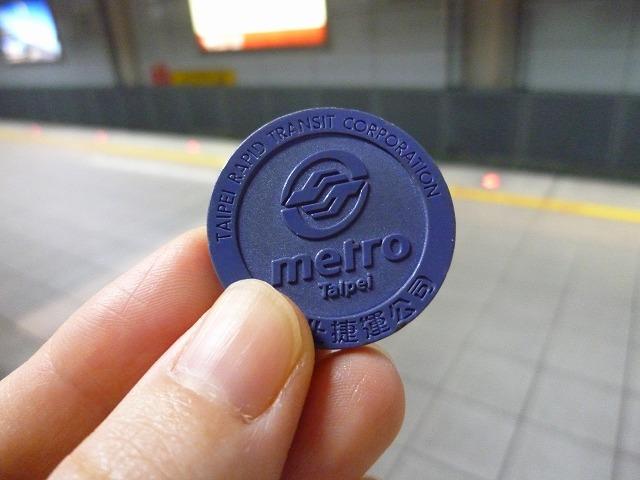 TAIPEI RAPID TRANSIT CORPORATION
metro
Taipei
捷運公司